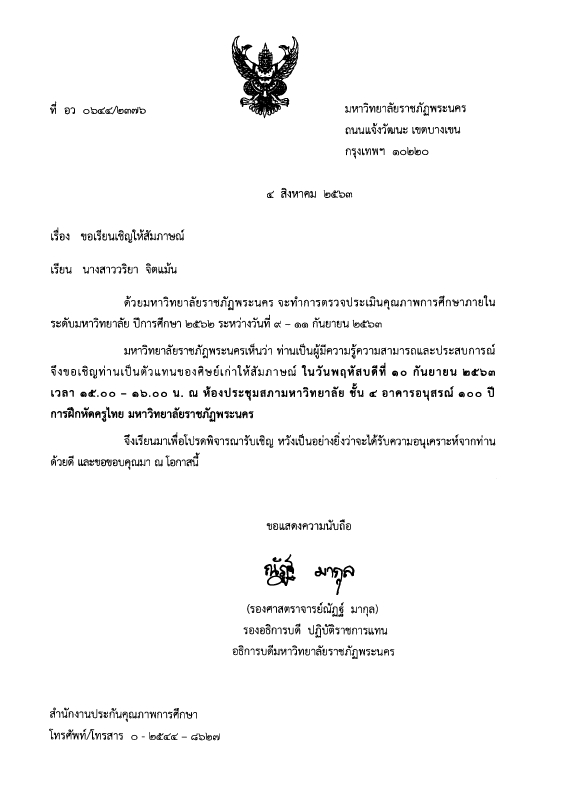 ที่ อว ๐๖๔๔/๒๓๗๖
มหาวิทยาลัยราชภัฏพระนคร
ถนนแจ้งวัฒนะ เขตบางเขน
กรุงเทพฯ ๑๐๒๒๐
๔ สิงหาคม ๒๕๖๓
เรื่อง ขอเรียนเชิญให้สัมภาษณ์
เรียน นางสาววริยา จิตแม้น
ด้วยมหาวิทยาลัยราชภัฏพระนคร จะทำการตรวจประเมินคุณภาพการศึกษาภายใน
ระดับมหาวิทยาลัย ปีการศึกษา ๒๕๖๒ ระหว่างวันที่ ๙ – ๑๑ กันยายน ๒๕๖๓
มหาวิทยาลัยราชภัฏพระนครเห็นว่า ท่านเป็นผู้มีความรู้ความสามารถและประสบการณ์
จึงขอเชิญท่านเป็นตัวแทนของศิษย์เก่าให้สัมภาษณ์ ในวันพฤหัสบดีที่ ๑๐ กันยายน ๒๕๖๓
เวลา ๑๕.๐๐ – ๑๖.๐๐ น. ณ ห้องประชุมสภามหาวิทยาลัย ชั้น ๔ อาคารอนุสรณ์ ๑๐๐ ปี
การฝึกหัดครูไทย มหาวิทยาลัยราชภัฏพระนคร
จึงเรียนมาเพื่อโปรดพิจารณารับเชิญ หวังเป็นอย่างยิ่งว่าจะได้รับความอนุเคราะห์จากท่าน
ด้วยดี และขอขอบคุณมา ณ โอกาสนี้
ขอแสดงความนับถือ
ณัฏฐ์ มากุล
(รองศาสตราจารย์ณัฏฐ์ มากุล)
รองอธิการบดี ปฏิบัติราชการแทน
อธิการบดีมหาวิทยาลัยราชภัฏพระนคร
สำนักงานประกันคุณภาพการศึกษา
โทรศัพท์/โทรสาร ๐ - ๒๕๔๔ – ๘๖๒๗